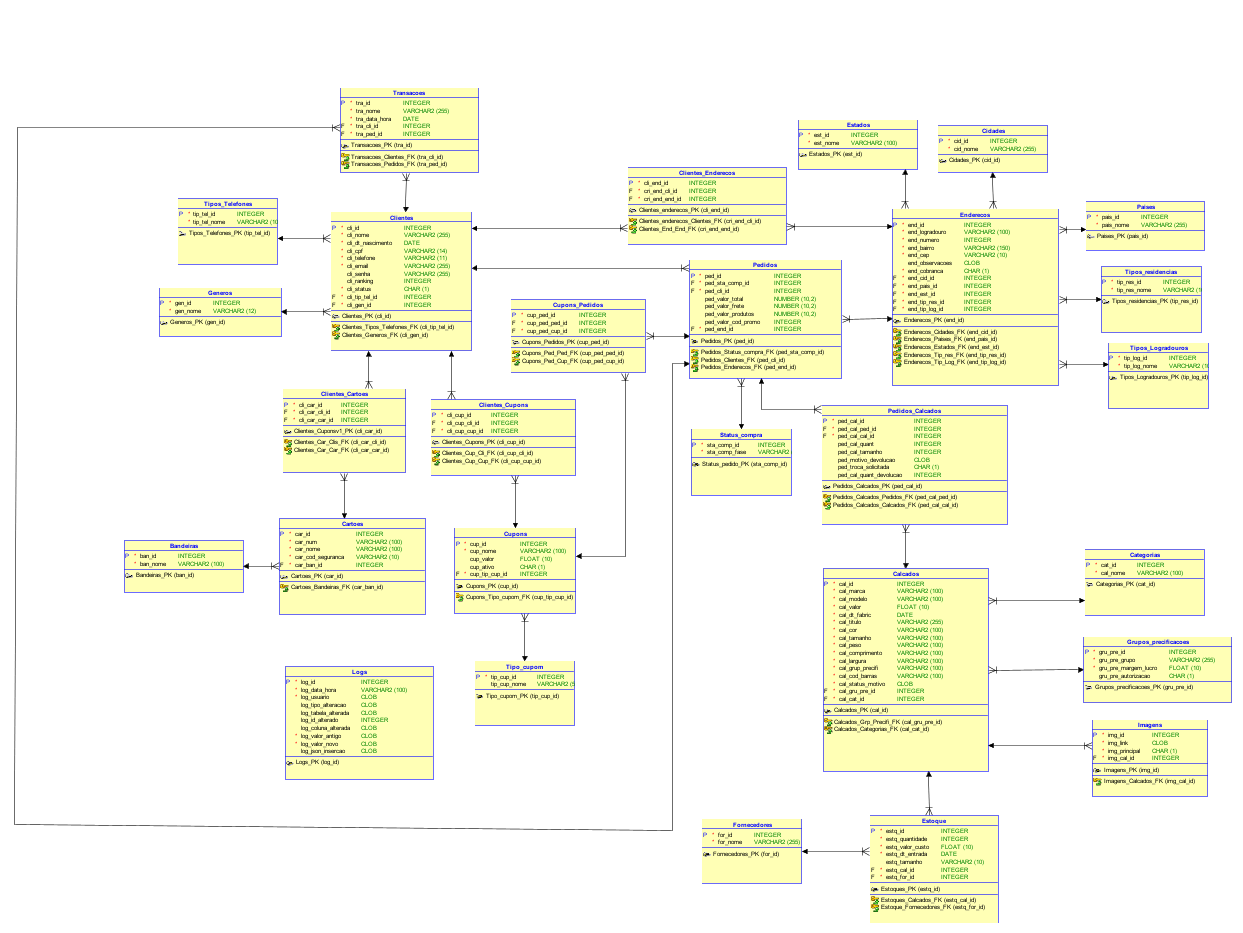 Transacoes
P * tra_id INTEGER
* tra_nome VARCHAR2 (255)
* tra_data_hora DATE
F * tra_cli_id INTEGER
F * tra_ped_id INTEGER
Transacoes_PK (tra_id)
Transacoes_Clientes_FK (tra_cli_id)
Transacoes_Pedidos_FK (tra_ped_id)
Estados
P * est_id INTEGER
* est_nome VARCHAR2 (100)
Estados_PK (est_id)
Cidades
P * cid_id INTEGER
* cid_nome VARCHAR2 (255)
Cidades_PK (cid_id)
Clientes_Enderecos
P * cli_end_id INTEGER
F * cri_end_cli_id INTEGER
F * cri_end_end_id INTEGER
Clientes_enderecos_PK (cli_end_id)
Clientes_enderecos_Clientes_FK (cri_end_cli_id)
Clientes_End_End_FK (cri_end_end_id)
Tipos_Telefones
P * tip_tel_id INTEGER
* tip_tel_nome VARCHAR2 (10
Tipos_Telefones_PK (tip_tel_id)
Clientes
P * cli_id INTEGER
* cli_nome VARCHAR2 (255)
* cli_dt_nascimento DATE
* cli_cpf VARCHAR2 (14)
* cli_telefone VARCHAR2 (11)
* cli_email VARCHAR2 (255)
* cli_senha VARCHAR2 (255)
cli_ranking INTEGER
* cli_status CHAR (1)
F * cli_tip_tel_id INTEGER
F * cli_gen_id INTEGER
Clientes_PK (cli_id)
Clientes_Tipos_Telefones_FK (cli_tip_tel_id)
Clientes_Generos_FK (cli_gen_id)
Enderecos
P * end_id INTEGER
* end_logradouro VARCHAR2 (100)
* end_numero INTEGER
* end_bairro VARCHAR2 (150)
* end_cep VARCHAR2 (10)
end_observacoes CLOB
* end_cobranca CHAR (1)
F * end_cid_id INTEGER
F * end_pais_id INTEGER
F * end_est_id INTEGER
F * end_tip_res_id INTEGER
F * end_tip_log_id INTEGER
Enderecos_PK (end_id)
Enderecos_Cidades_FK (end_cid_id)
Enderecos_Paises_FK (end_pais_id)
Enderecos_Estados_FK (end_est_id)
Enderecos_Tip_res_FK (end_tip_res_id)
Enderecos_Tip_Log_FK (end_tip_log_id)
Paises
P * pais_id INTEGER
* pais_nome VARCHAR2 (255)
Paises_PK (pais_id)
Tipos_residencias
P * tip_res_id INTEGER
* tip_res_nome VARCHAR2 (1
Tipos_residencias_PK (tip_res_id)
Tipos_Logradouros
P * tip_log_id INTEGER
* tip_log_nome VARCHAR2 (1
Tipos_Logradouros_PK (tip_log_id)
Generos
P * gen_id INTEGER
* gen_nome VARCHAR2 (12)
Generos_PK (gen_id)
Pedidos
P * ped_id INTEGER
F * ped_sta_comp_id INTEGER
F * ped_cli_id INTEGER
ped_valor_total NUMBER (10,2)
ped_valor_frete NUMBER (10,2)
ped_valor_produtos NUMBER (10,2)
ped_valor_cod_promo INTEGER
F * ped_end_id INTEGER
Pedidos_PK (ped_id)
Pedidos_Status_compra_FK (ped_sta_comp_id)
Pedidos_Clientes_FK (ped_cli_id)
Pedidos_Enderecos_FK (ped_end_id)
Cupons_Pedidos
P * cup_ped_id INTEGER
F * cup_ped_ped_id INTEGER
F * cup_ped_cup_id INTEGER
Cupons_Pedidos_PK (cup_ped_id)
Cupons_Ped_Ped_FK (cup_ped_ped_id)
Cupons_Ped_Cup_FK (cup_ped_cup_id)
Clientes_Cartoes
P * cli_car_id INTEGER
F * cli_car_cli_id INTEGER
F * cli_car_car_id INTEGER
Clientes_Cuponsv1_PK (cli_car_id)
Clientes_Car_Clis_FK (cli_car_cli_id)
Clientes_Car_Car_FK (cli_car_car_id)
Clientes_Cupons
P * cli_cup_id INTEGER
F * cli_cup_cli_id INTEGER
F * cli_cup_cup_id INTEGER
Clientes_Cupons_PK (cli_cup_id)
Clientes_Cup_Cli_FK (cli_cup_cli_id)
Clientes_Cup_Cup_FK (cli_cup_cup_id)
Status_compra
P * sta_comp_id INTEGER
* sta_comp_fase VARCHAR2
Status_pedido_PK (sta_comp_id)
Pedidos_Calcados
P * ped_cal_id INTEGER
F * ped_cal_ped_id INTEGER
F * ped_cal_cal_id INTEGER
ped_cal_quant INTEGER
ped_cal_tamanho INTEGER
ped_motivo_devolucao CLOB
ped_troca_solicitada CHAR (1)
ped_cal_quant_devolucao INTEGER
Pedidos_Calcados_PK (ped_cal_id)
Pedidos_Calcados_Pedidos_FK (ped_cal_ped_id)
Pedidos_Calcados_Calcados_FK (ped_cal_cal_id)
Cartoes
P * car_id INTEGER
* car_num VARCHAR2 (100)
* car_nome VARCHAR2 (100)
* car_cod_seguranca VARCHAR2 (10)
F * car_ban_id INTEGER
Cartoes_PK (car_id)
Cartoes_Bandeiras_FK (car_ban_id)
Bandeiras
P * ban_id INTEGER
* ban_nome VARCHAR2 (100)
Bandeiras_PK (ban_id)
Cupons
P * cup_id INTEGER
* cup_nome VARCHAR2 (100)
cup_valor FLOAT (10)
cup_ativo CHAR (1)
F * cup_tip_cup_id INTEGER
Cupons_PK (cup_id)
Cupons_Tipo_cupom_FK (cup_tip_cup_id)
Calcados
P * cal_id INTEGER
* cal_marca VARCHAR2 (100)
* cal_modelo VARCHAR2 (100)
* cal_valor FLOAT (10)
* cal_dt_fabric DATE
* cal_titulo VARCHAR2 (255)
* cal_cor VARCHAR2 (100)
* cal_tamanho VARCHAR2 (100)
* cal_peso VARCHAR2 (100)
* cal_comprimento VARCHAR2 (100)
* cal_largura VARCHAR2 (100)
* cal_grup_precifi VARCHAR2 (100)
* cal_cod_barras VARCHAR2 (100)
* cal_status_motivo CLOB
F * cal_gru_pre_id INTEGER
F * cal_cat_id INTEGER
Calcados_PK (cal_id)
Calcados_Grp_Precifi_FK (cal_gru_pre_id)
Calcados_Categorias_FK (cal_cat_id)
Categorias
P * cat_id INTEGER
* cal_nome VARCHAR2 (100)
Categorias_PK (cat_id)
Grupos_precificacoes
P * gru_pre_id INTEGER
* gru_pre_grupo VARCHAR2 (255)
* gru_pre_margem_lucro FLOAT (10)
gru_pre_autorizacao CHAR (1)
Grupos_precificacoes_PK (gru_pre_id)
Logs
P * log_id INTEGER
* log_data_hora VARCHAR2 (100)
* log_usuario CLOB
log_tipo_alteracao CLOB
log_tabela_alterada CLOB
log_id_alterado INTEGER
log_coluna_alterada CLOB
* log_valor_antigo CLOB
* log_valor_novo CLOB
log_json_insercao CLOB
Logs_PK (log_id)
Tipo_cupom
P * tip_cup_id INTEGER
tip_cup_nome VARCHAR2 (5
Tipo_cupom_PK (tip_cup_id)
Imagens
P * img_id INTEGER
* img_link CLOB
* img_principal CHAR (1)
F * img_cal_id INTEGER
Imagens_PK (img_id)
Imagens_Calcados_FK (img_cal_id)
Fornecedores
P * for_id INTEGER
* for_nome VARCHAR2 (255)
Fornecedores_PK (for_id)
Estoque
P * estq_id INTEGER
* estq_quantidade INTEGER
* estq_valor_custo FLOAT (10)
* estq_dt_entrada DATE
estq_tamanho VARCHAR2 (10)
F * estq_cal_id INTEGER
F * estq_for_id INTEGER
Estoques_PK (estq_id)
Estoques_Calcados_FK (estq_cal_id)
Estoque_Fornecedores_FK (estq_for_id)